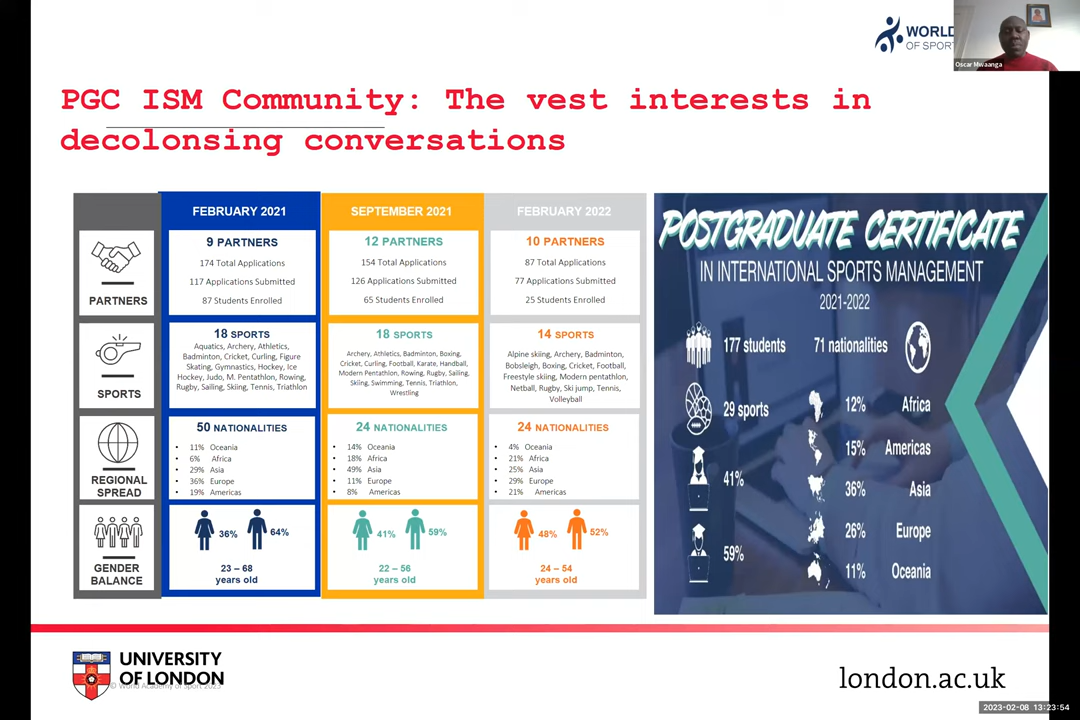 WORLD
OF SPOR
Oscar Mwaanga
PGC ISM Community: The vest interests in
decolonsing conversations
FEBRUARY 2021
SEPTEMBER 2021
FEBRUARY 2022
PARTNERS
9 PARTNERS
174 Total Applications
117 Applications Submitted
87 Students Enrolled
12 PARTNERS
154 Total Applications
126 Applications Submitted
65 Students Enrolled
10 PARTNERS
87 Total Applications
77 Applications Submitted
25 Students Enrolled
SPORTS
18 SPORTS
Aquatics, Archery, Athletics,
Badminton, Cricket, Curling, Figure
Skating, Gymnastics, Hockey, Ice
Hockey, Judo, M. Pentathlon, Rowing,
Rugby, Sailing, Skiing, Tennis, Triathlon
18 SPORTS
Archery, Athletics, Badminton, Boxing,
Cricket, Curling, Football, Karate, Handball,
Modern Pentathlon, Rowing, Rugby, Sailing,
Skiing, Swimming, Tennis, Triathlon,
Wrestling
14 SPORTS
Alpine skiing, Archery, Badminton,
Bobsleigh, Boxing, Cricket, Football,
Freestyle skiing, Modern pentathlon,
Netball, Rugby, Ski jump, Tennis,
Volleyball
REGIONAL
SPREAD
50 NATIONALITIES
• 11% Oceania
• 6% Africa
• 29% Asia
• 36% Europe
• 19% Americas
24 NATIONALITIES
• 14% Oceania
• 18% Africa
• 49% Asia
• 11% Europe
• 8% Americas
24 NATIONALITIES
• 4% Oceania
• 21% Africa
• 25% Asia
• 29% Europe
• 21% Americas
GENDER
BALANCE
36% 64%
23 – 68
years old
41% 59%
22 – 56
years old
48% 52%
24 – 54
years old
POSTGRADUATE CERTIFICATE
IN INTERNATIONAL SPORTS MANAGEMENT
2021-2022
177 students 71 nationalities
29 sports
41%
59%
12% Africa
15% Americas
36% Asia
26% Europe
11% Oceania
UNIVERSITY
OF LONDON
© World Academy of Sport 2023
london.ac.uk
2023-02-08 13:23:54